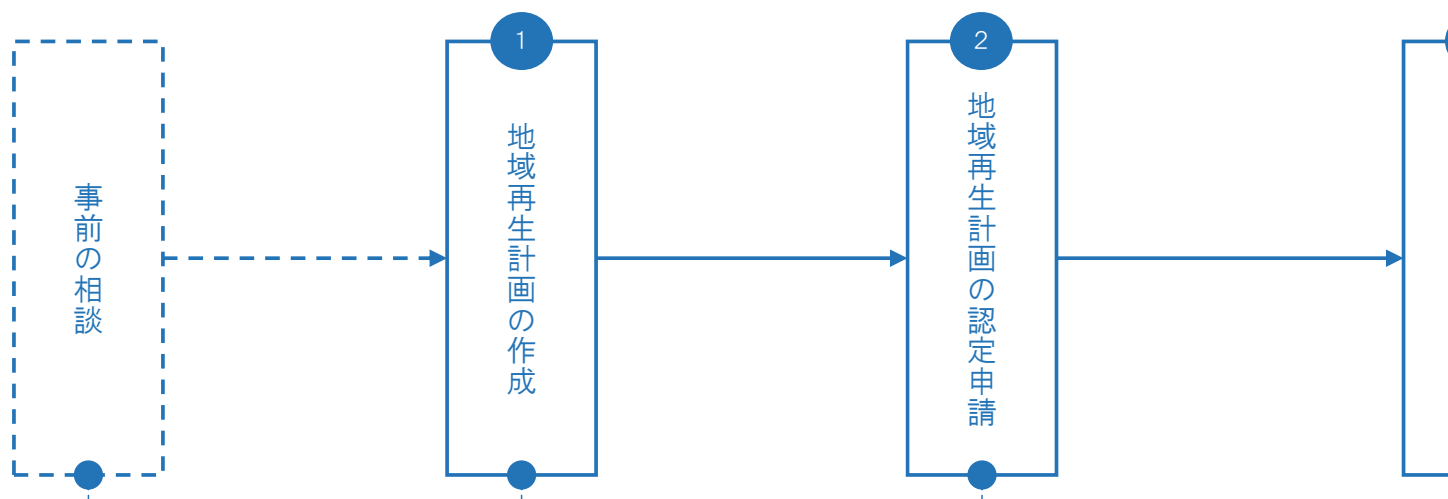 事前の相談
1
地域再生計画の作成
2
地域再生計画の認定申請